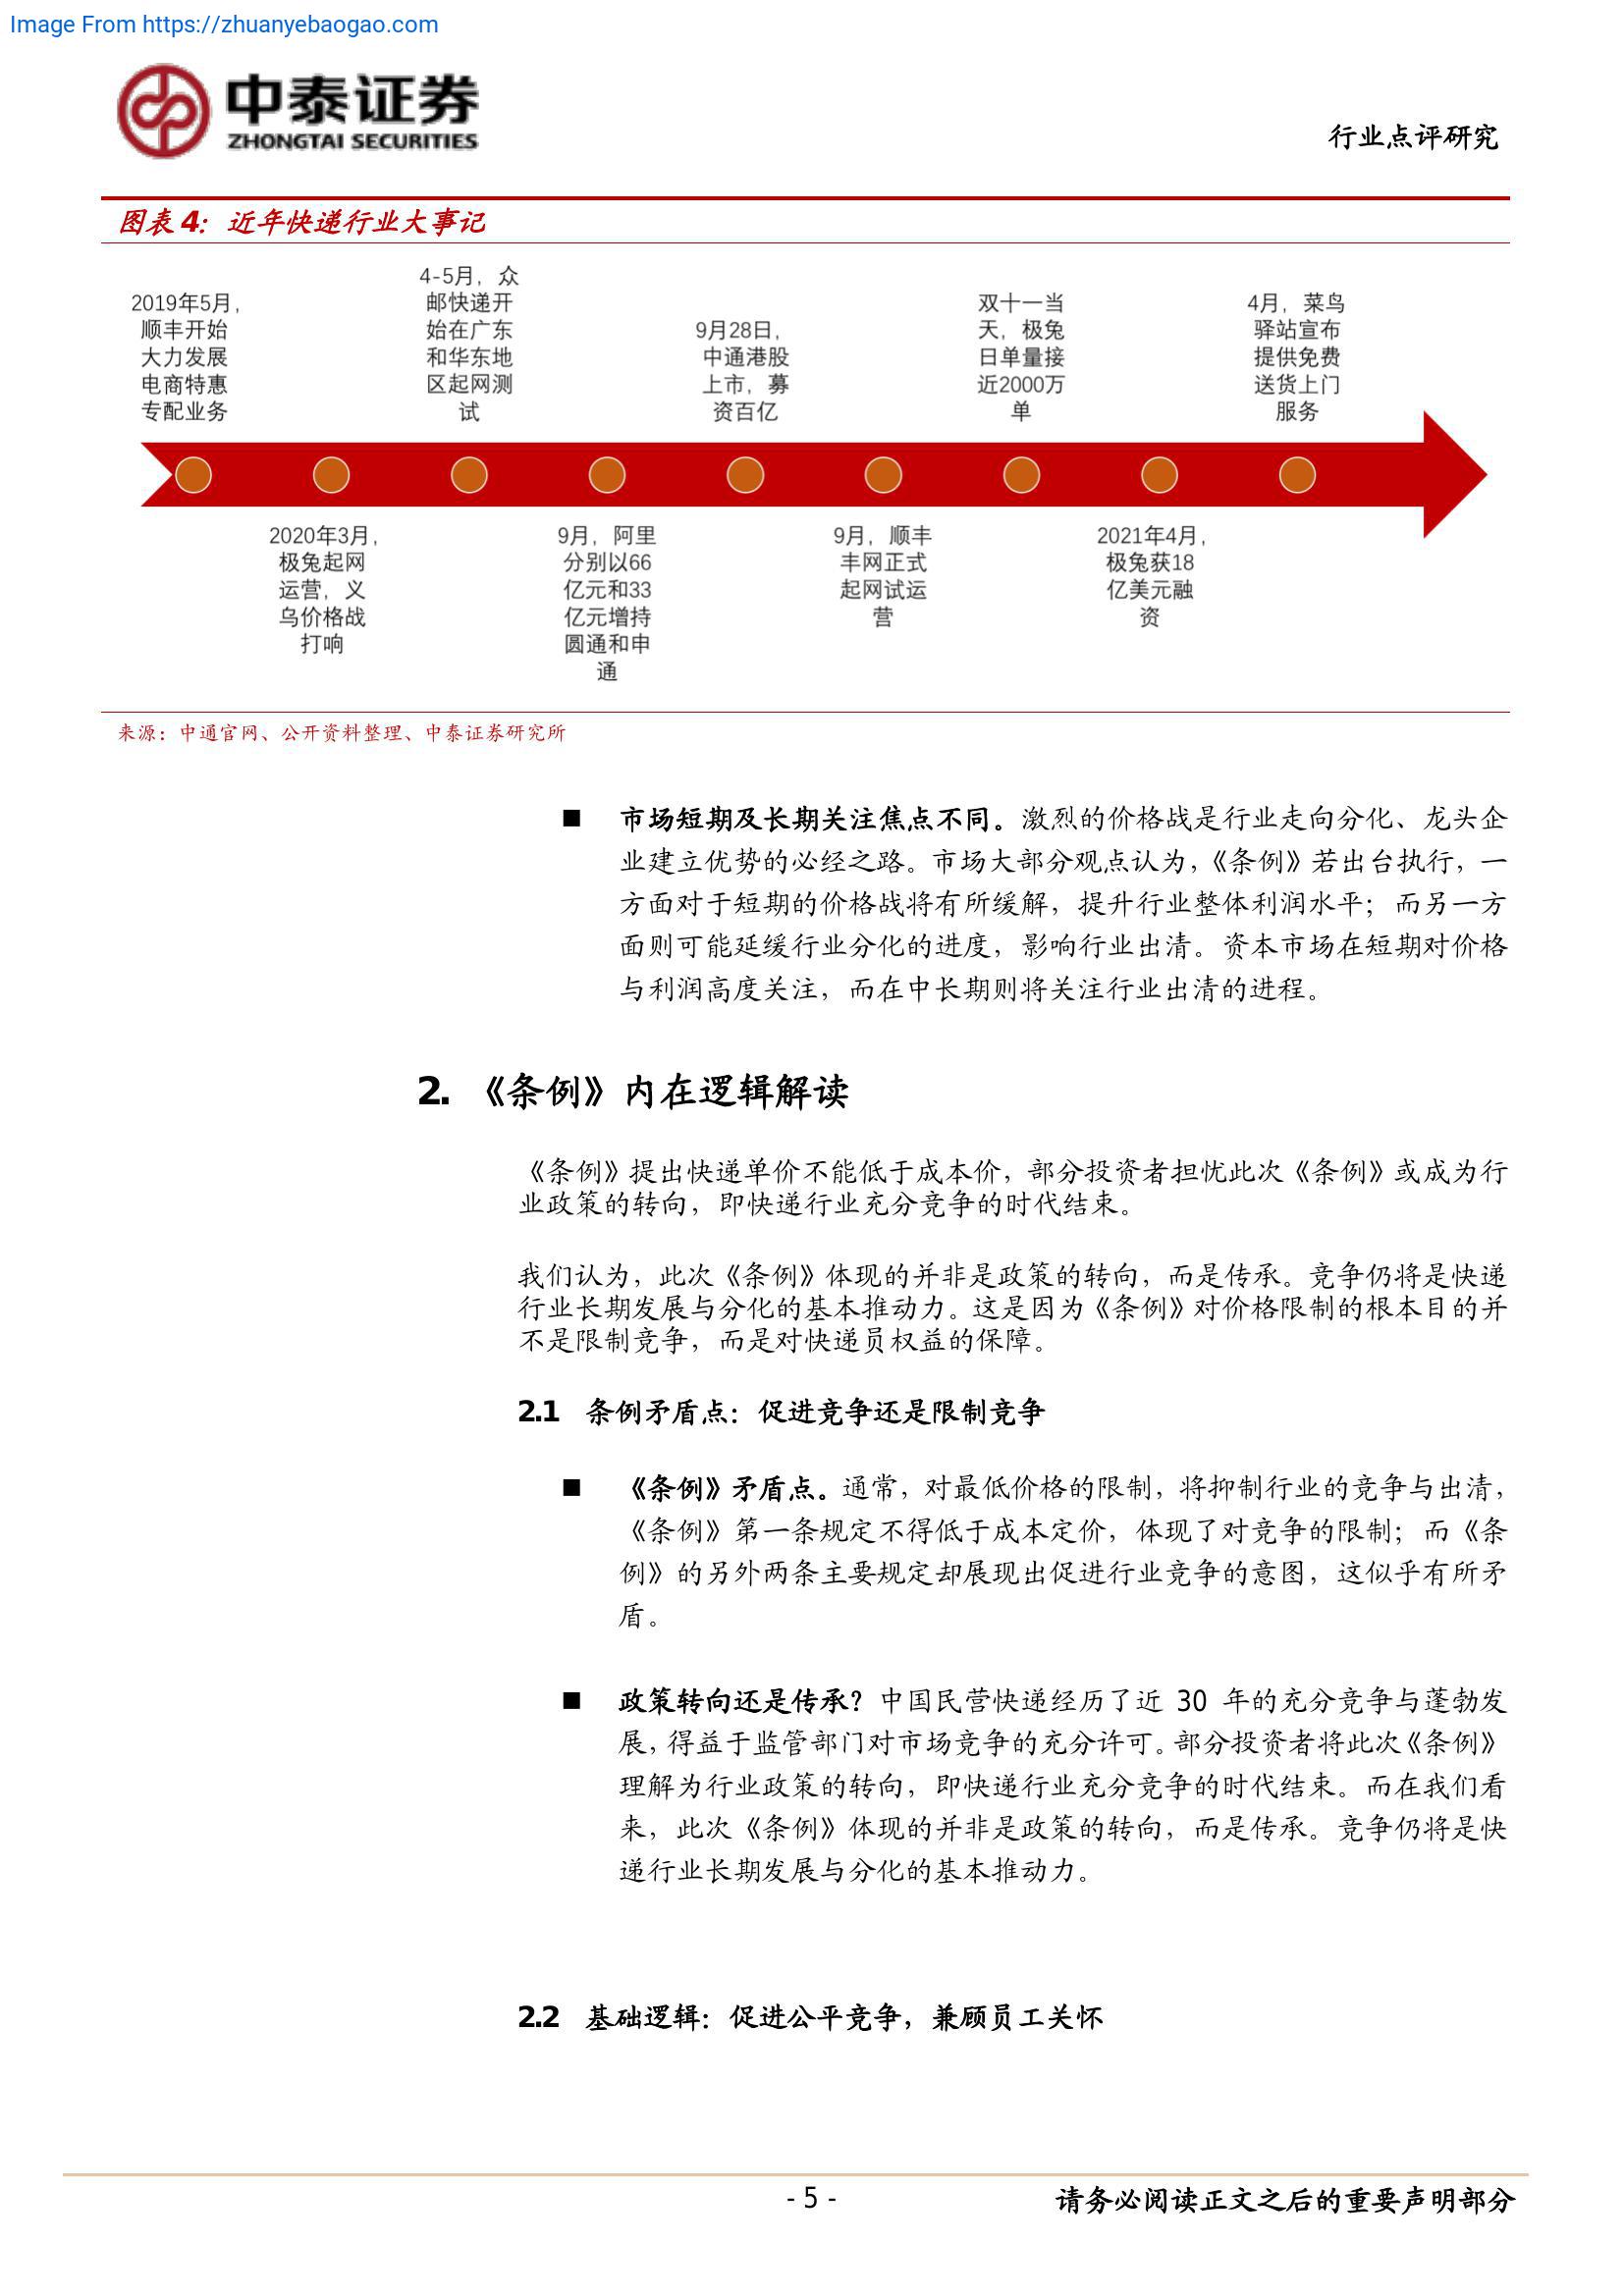 Image From https://zhuanyebaogao.com
中泰证券
ZHONGTAI SECURITIES
行业点评研究
图表 4：近年快递行业大事记
2019年5月，
顺丰开始
大力发展
电商特惠
专配业务
4-5月，众
邮快递开
始在广东
和华东地
区起网测
试
9月28日，
中通港股
上市，募
资百亿
双十一当
天，极兔
日单量接
近2000万
单
4月，菜鸟
驿站宣布
提供免费
送货上门
服务
2020年3月，
极兔起网
运营，义
乌价格战
打响
9月，阿里
分别以66
亿元和33
亿元增持
圆通和申
通
9月，顺丰
丰网正式
起网试运
营
2021年4月，
极兔获18
亿美元融
资
来源：中通官网、公开资料整理、中泰证券研究所
■ 市场短期及长期关注焦点不同。激烈的价格战是行业走向分化、龙头企
业建立优势的必经之路。市场大部分观点认为，《条例》若出台执行，一
方面对于短期的价格战将有所缓解，提升行业整体利润水平；而另一方
面则可能延缓行业分化的进度，影响行业出清。资本市场在短期对价格
与利润高度关注，而在中长期则将关注行业出清的进程。
2. 《条例》内在逻辑解读
《条例》提出快递单价不能低于成本价，部分投资者担忧此次《条例》或成为行
业政策的转向，即快递行业充分竞争的时代结束。
我们认为，此次《条例》体现的并非是政策的转向，而是传承。竞争仍将是快递
行业长期发展与分化的基本推动力。这是因为《条例》对价格限制的根本目的并
不是限制竞争，而是对快递员权益的保障。
2.1 条例矛盾点：促进竞争还是限制竞争
■ 《条例》矛盾点。通常，对最低价格的限制，将抑制行业的竞争与出清，
《条例》第一条规定不得低于成本定价，体现了对竞争的限制；而《条
例》的另外两条主要规定却展现出促进行业竞争的意图，这似乎有所矛
盾。
■ 政策转向还是传承？中国民营快递经历了近 30 年的充分竞争与蓬勃发
展，得益于监管部门对市场竞争的充分许可。部分投资者将此次《条例》
理解为行业政策的转向，即快递行业充分竞争的时代结束。而在我们看
来，此次《条例》体现的并非是政策的转向，而是传承。竞争仍将是快
递行业长期发展与分化的基本推动力。
2.2 基础逻辑：促进公平竞争，兼顾员工关怀
- 5 -
请务必阅读正文之后的重要声明部分